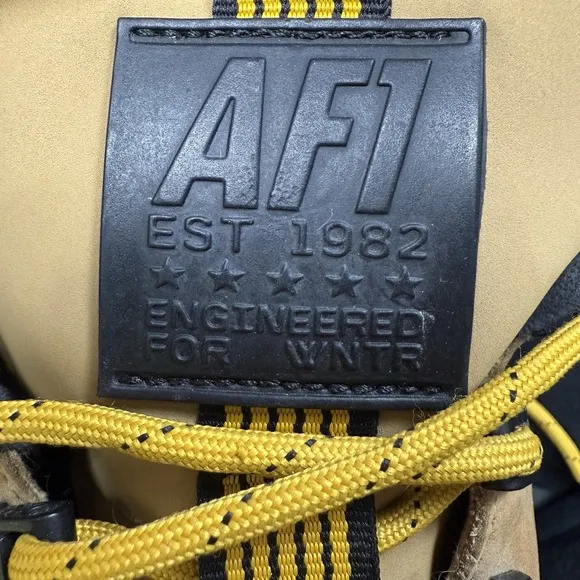 AF1
EST 1982
ENGINEERED
FOR WNTR